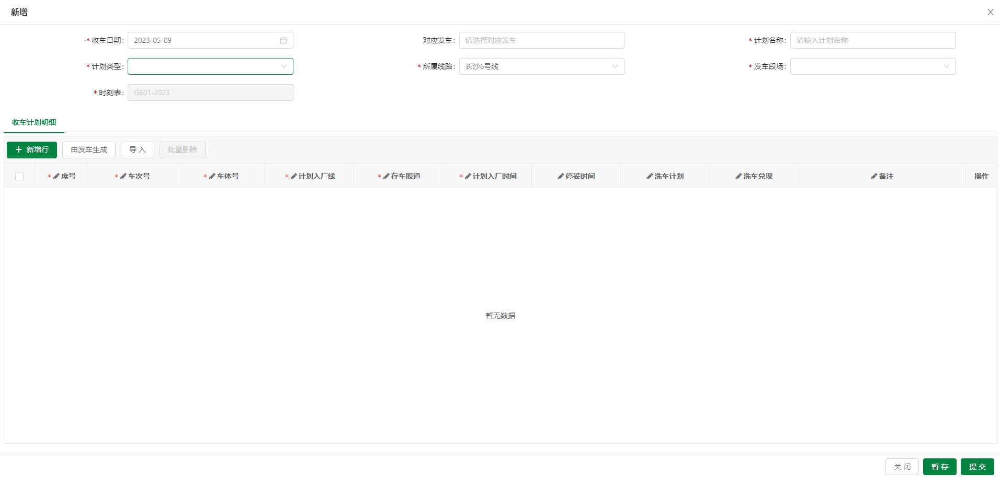 新增
* 收车日期: 2023-05-09 对应发车: 请选择对应发车 * 计划名称: 请输入计划名称
* 计划类型: * 所属线路: 长沙6号线 * 发车段场:
* 时刻表: G601-2023
收车计划明细
+ 新增行 由发车生成 导 入 批量删除
* 序号 * 车次号 * 车体号 * 计划入厂线 * 存车股道 * 计划入厂时间 停妥时间 洗车计划 洗车兑现 备注 操作
暂无数据
关 闭 暂 存 提 交